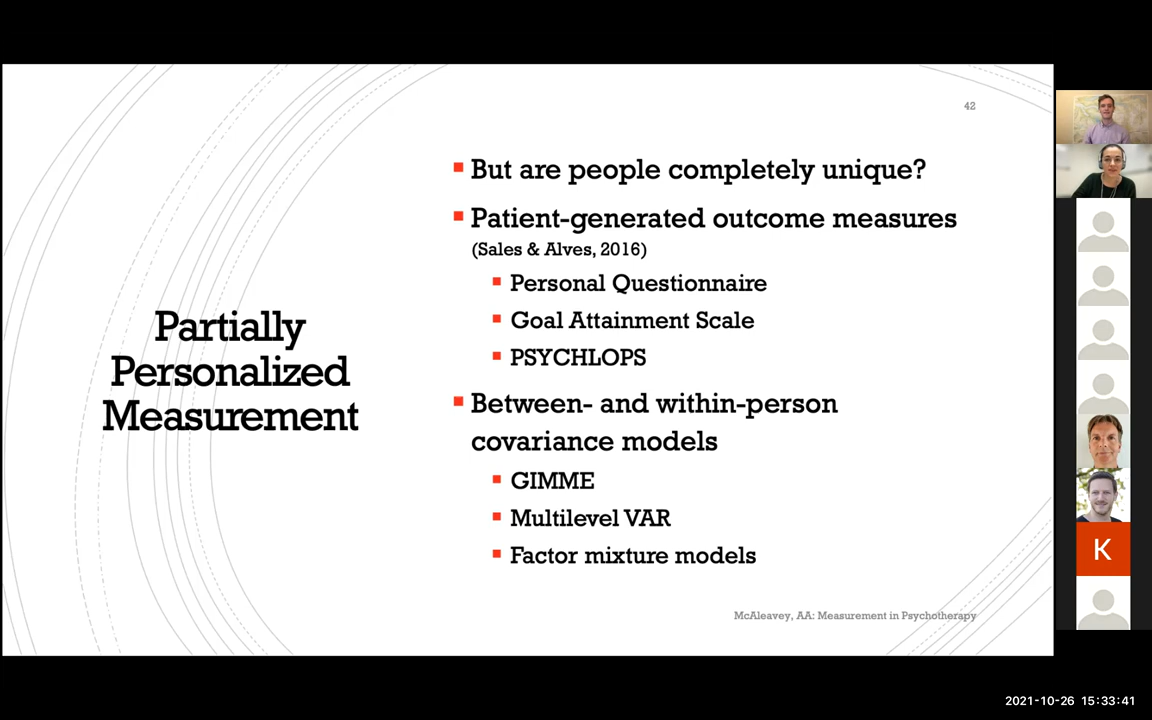 42
Partially
Personalized
Measurement
But are people completely unique?
Patient-generated outcome measures
(Sales & Alves, 2016)
Personal Questionnaire
Goal Attainment Scale
PSYCHLOPS
Between- and within-person
covariance models
GIMME
Multilevel VAR
Factor mixture models
McAleavey, AA: Measurement in Psychotherapy
K
2021-10-26 15:33:41